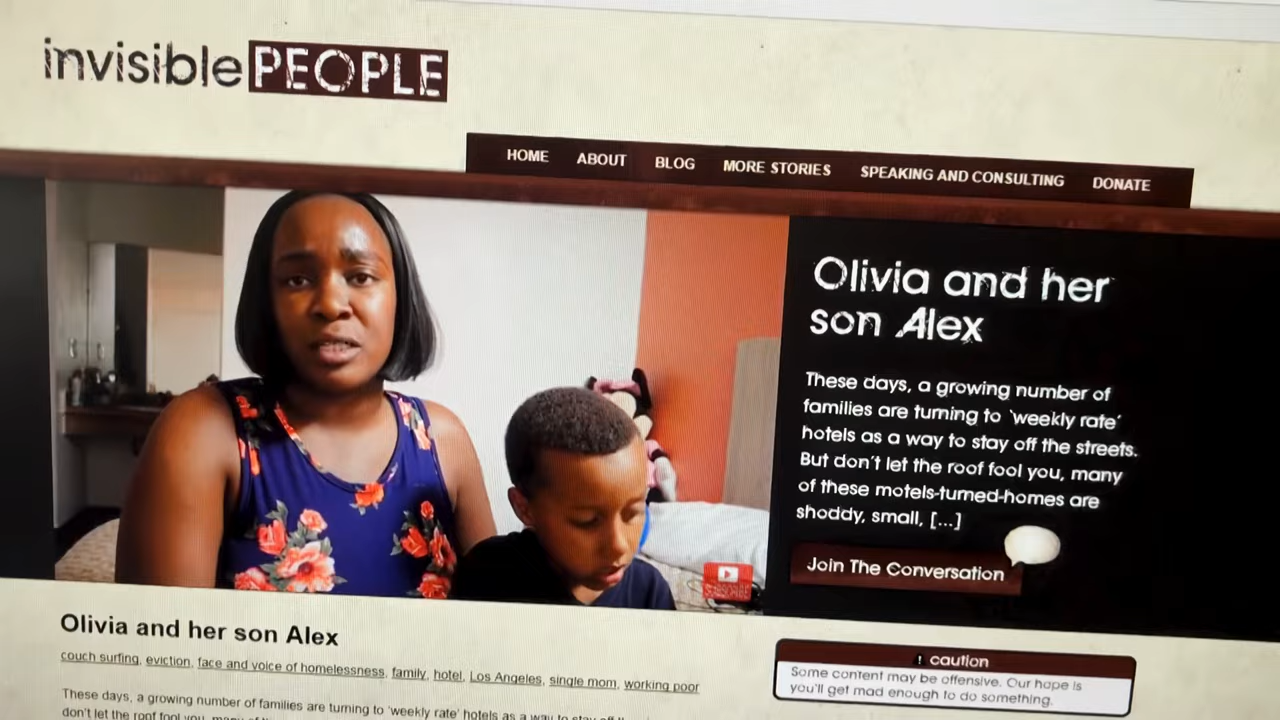 invisiblePEOPLE
HOME ABOUT BLOG MORE STORIES SPEAKING AND CONSULTING DONATE
Olivia and her
son Alex
These days, a growing number of
families are turning to 'weekly rate'
hotels as a way to stay off the streets.
But don't let the roof fool you, many
of these motels-turned-homes are
shoddy, small, [...]
Join The Conversation
SUBSCRIBE
Olivia and her son Alex
couch surfing, eviction, face and voice of homelessness, family, hotel, Los Angeles, single mom, working poor
These days, a growing number of families are turning to 'weekly rate' hotels as a way to stay off
don't let the roof fool you, many of
! caution
Some content may be offensive. Our hope is
you'll get mad enough to do something.